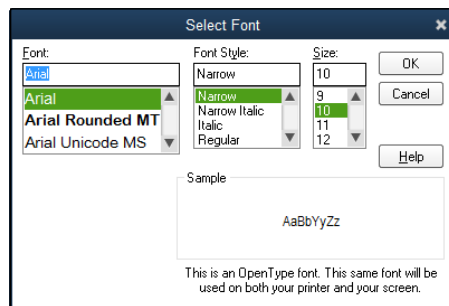 Select Font
Font:
Font Style:
Size:
Arial
Narrow
10
OK
Arial
Arial Rounded MT
Arial Unicode MS
Narrow
Narrow Italic
Italic
Regular
9
10
11
12
Cancel
Help
Sample
AaBbYyZz
This is an OpenType font. This same font will be
used on both your printer and your screen.